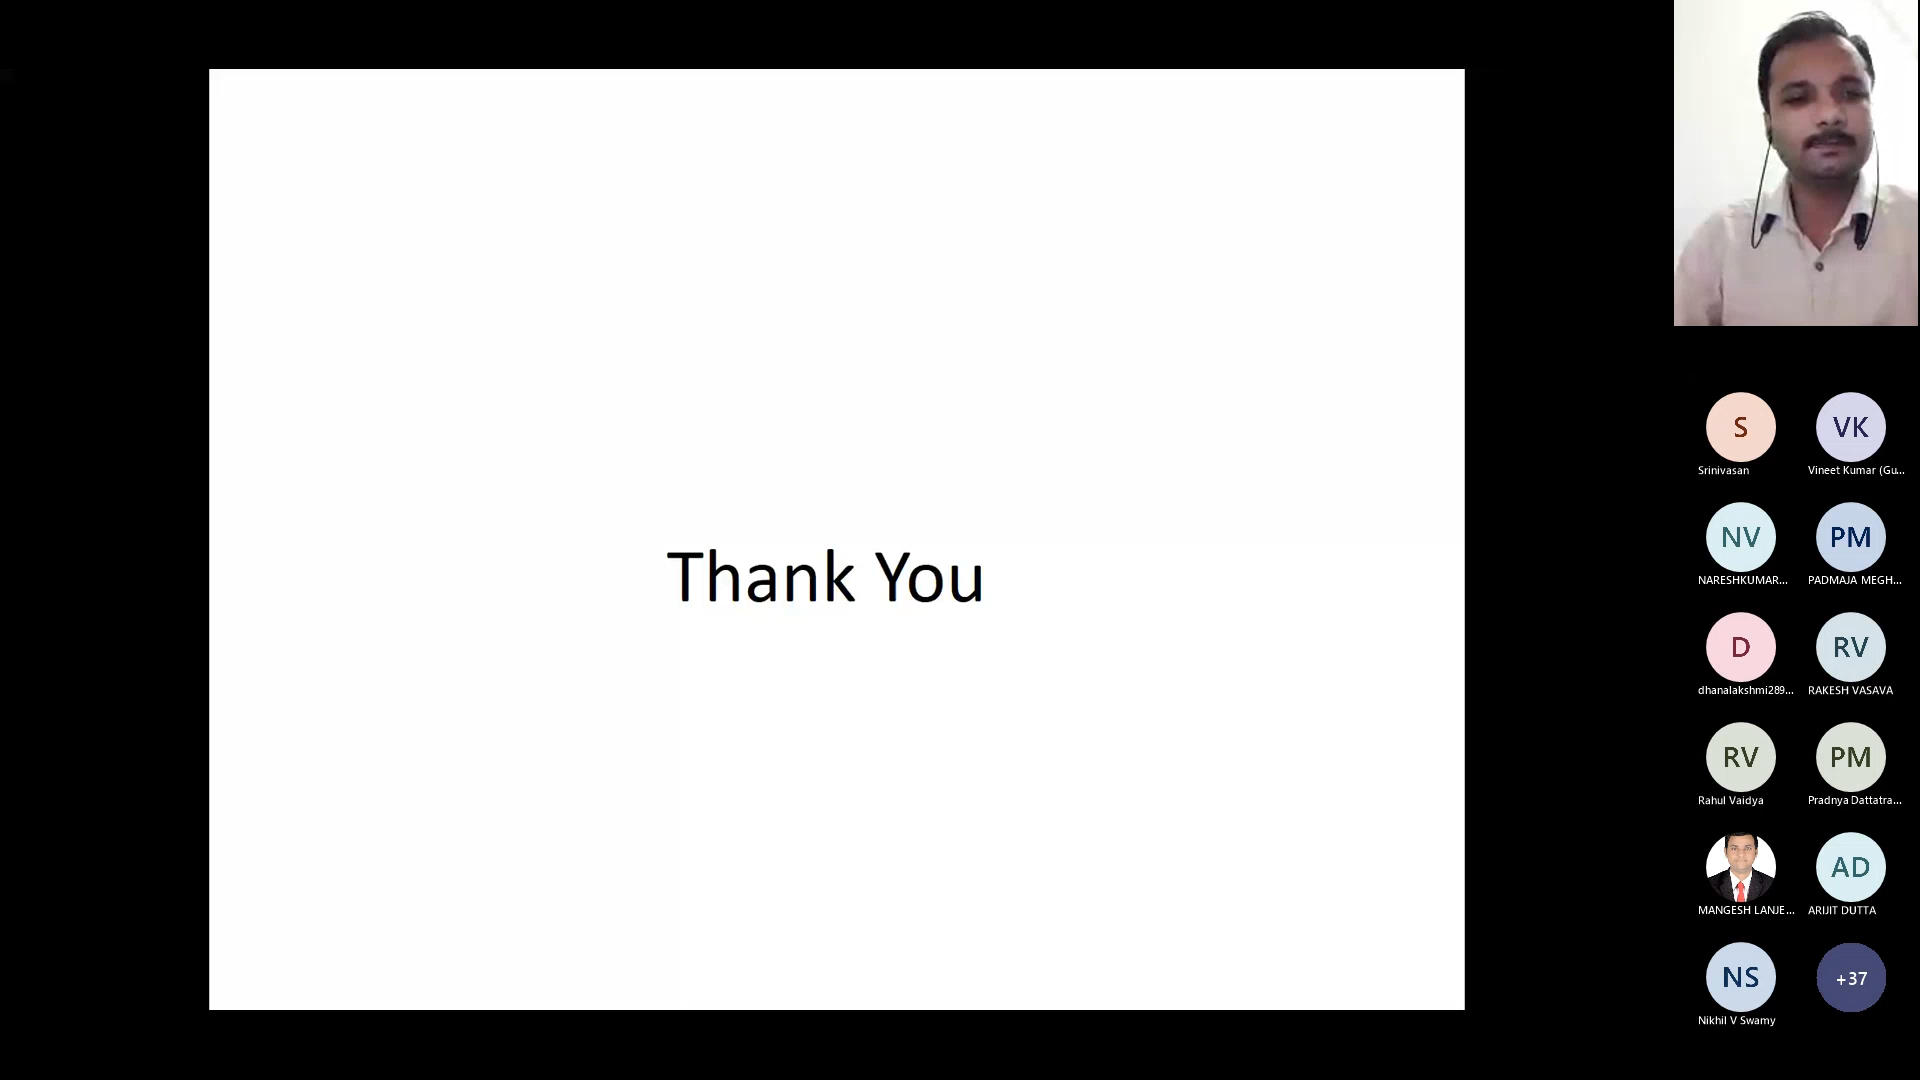 Thank You
S
VK
Srinivasan
Vineet Kumar (Gu...
NV
PM
NARESHKUMAR...
PADMAJA MEGH...
D
RV
dhanalakshmi289...
RAKESH VASAVA
RV
PM
Rahul Vaidya
Pradnya Dattatra...
AD
MANGESH LANJE...
ARIJIT DUTTA
NS
+37
Nikhil V Swamy